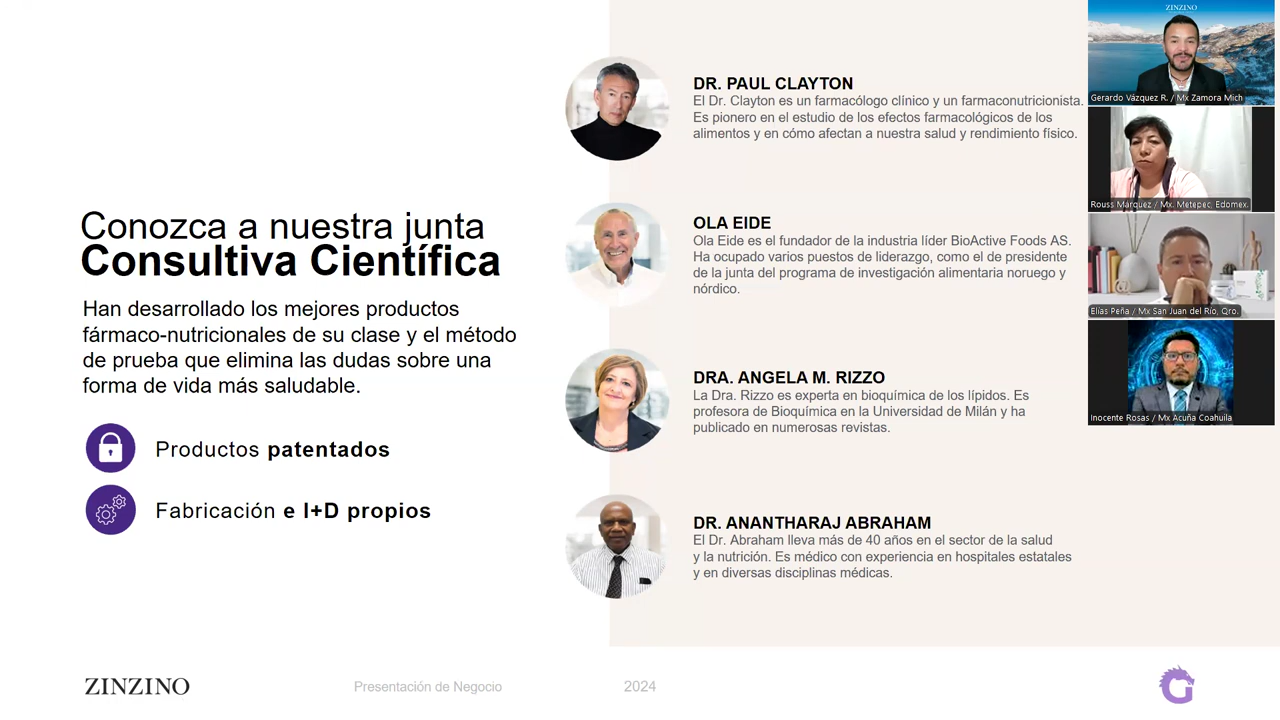 Conozca a nuestra junta
Consultiva Científica
Han desarrollado los mejores productos
fármaco-nutricionales de su clase y el método
de prueba que elimina las dudas sobre una
forma de vida más saludable.
Productos patentados
Fabricación e I+D propios
DR. PAUL CLAYTON
El Dr. Clayton es un farmacólogo clínico y un farmaconutricionista.
Es pionero en el estudio de los efectos farmacológicos de los
alimentos y en cómo afectan a nuestra salud y rendimiento físico.
OLA EIDE
Ola Eide es el fundador de la industria líder BioActive Foods AS.
Ha ocupado varios puestos de liderazgo, como el de presidente
de la junta del programa de investigación alimentaria noruego y
nórdico.
DRA. ANGELA M. RIZZO
La Dra. Rizzo es experta en bioquímica de los lípidos. Es
profesora de Bioquímica en la Universidad de Milán y ha
publicado en numerosas revistas.
DR. ANANTHARAJ ABRAHAM
El Dr. Abraham lleva más de 40 años en el sector de la salud
y la nutrición. Es médico con experiencia en hospitales estatales
y en diversas disciplinas médicas.
ZINZINO
Gerardo Vázquez R. / Mx Zamora Mich
Rouss Márquez / Mx. Metepec, Edomex.
Elías Peña / Mx San Juan del Río, Qro.
Inocente Rosas / Mx Acuña Coahuila
ZINZINO
Presentación de Negocio
2024